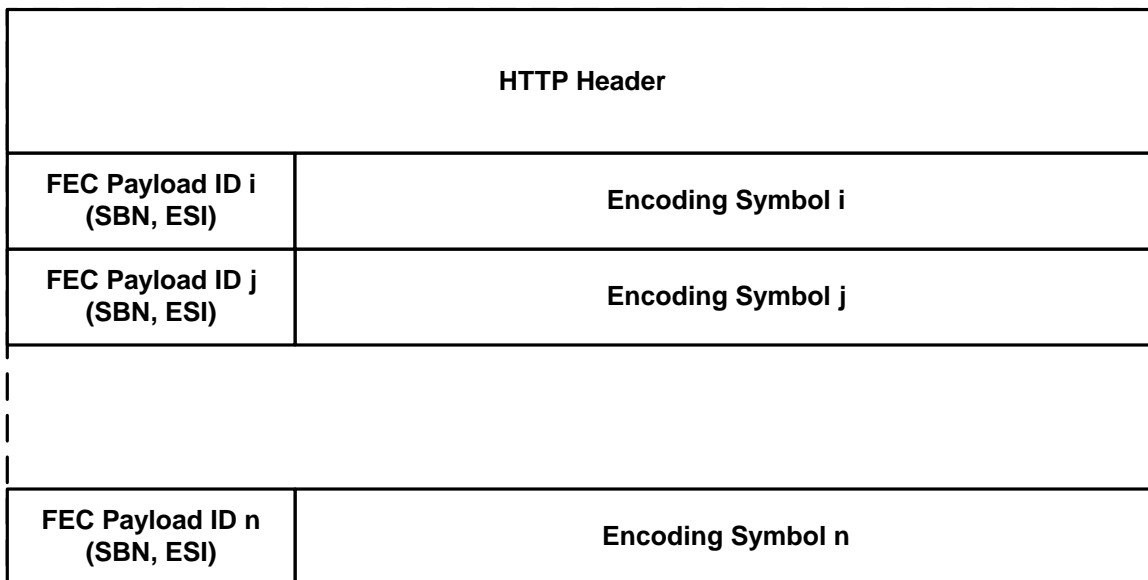 HTTP Header
FEC Payload ID i
(SBN, ESI)
Encoding Symbol i
FEC Payload ID j
(SBN, ESI)
Encoding Symbol j
FEC Payload ID n
(SBN, ESI)
Encoding Symbol n